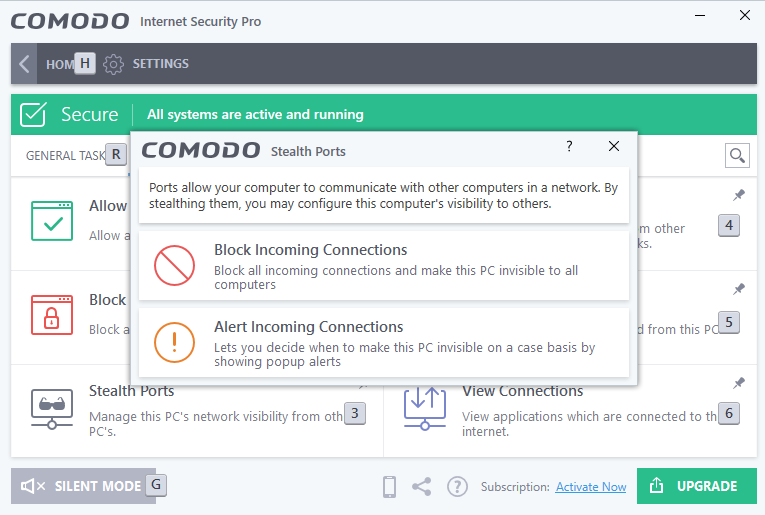 COMODO Internet Security Pro
HOM H SETTINGS
Secure All systems are active and running
GENERAL TASK R
COMODO Stealth Ports ?
Ports allow your computer to communicate with other computers in a network. By
stealthing them, you may configure this computer's visibility to others.
Block Incoming Connections
Block all incoming connections and make this PC invisible to all
computers
Alert Incoming Connections
Lets you decide when to make this PC invisible on a case basis by
showing popup alerts
Allow
Allow a
m other
ks.
4
Block
Block a
d from this PC
5
Stealth Ports
Manage this PC's network visibility from oth
PC's.
3
View Connections
View applications which are connected to th
internet.
6
SILENT MODE G
? Subscription: Activate Now
UPGRADE